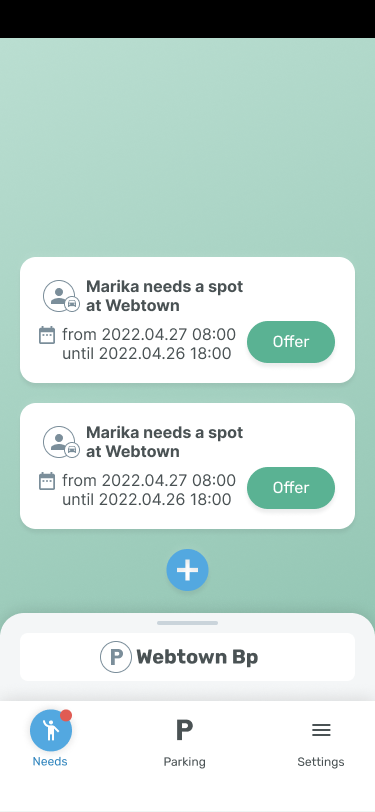 Marika needs a spot
at Webtown
from 2022.04.27 08:00
until 2022.04.26 18:00
Offer
Marika needs a spot
at Webtown
from 2022.04.27 08:00
until 2022.04.26 18:00
Offer
P Webtown Bp
P
Needs
Parking
Settings